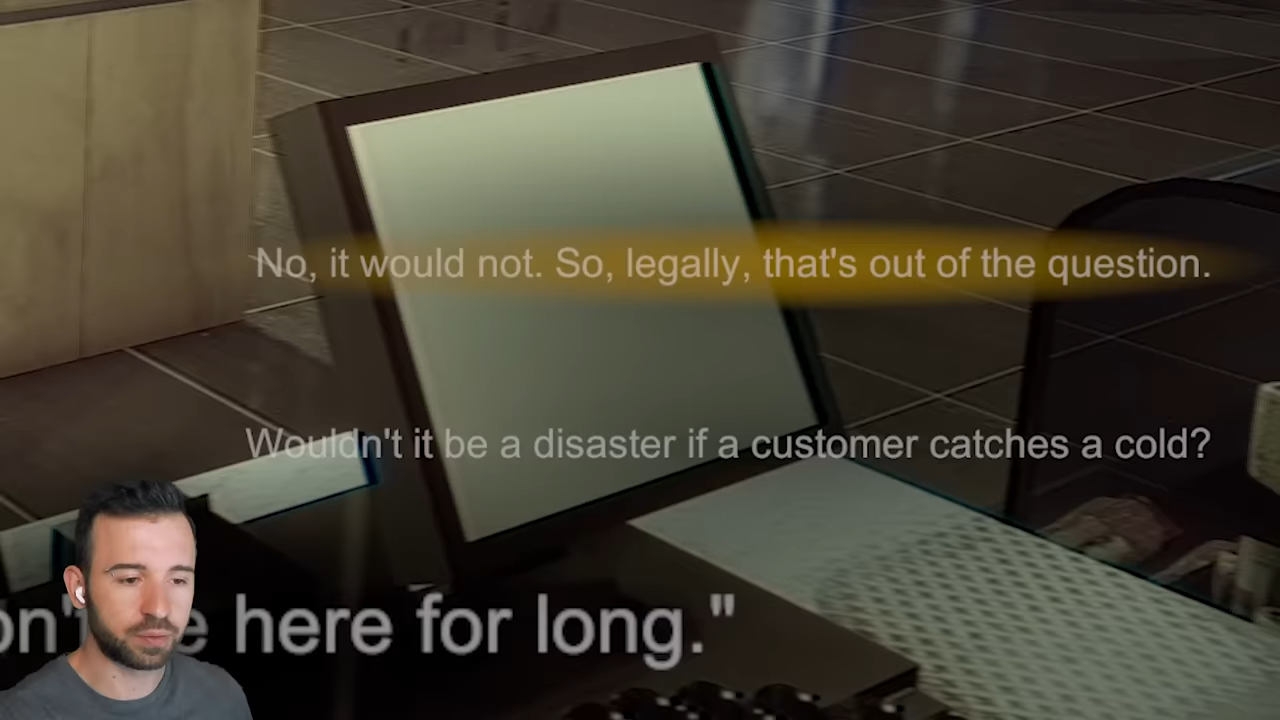 No, it would not. So, legally, that's out of the question.
Wouldn't it be a disaster if a customer catches a cold?
here for long."